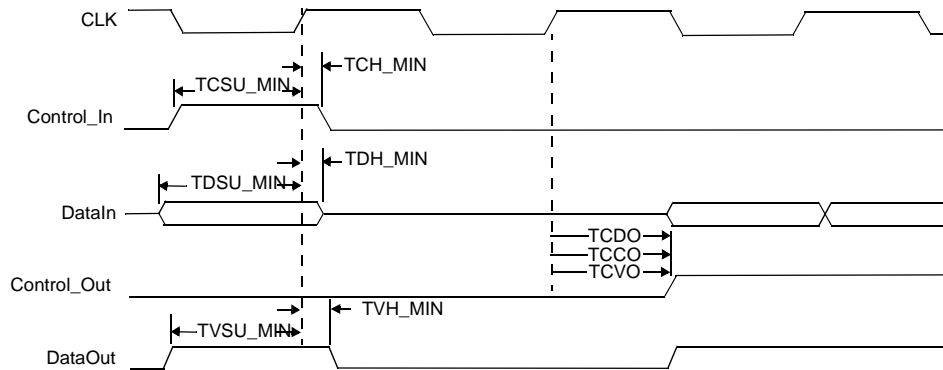 CLK
TCH_MIN
TCSU_MIN
Control_In
TDH_MIN
TDSU_MIN
DataIn
TCDO
TCCO
TCVO
Control_Out
TVH_MIN
TVSU_MIN
DataOut